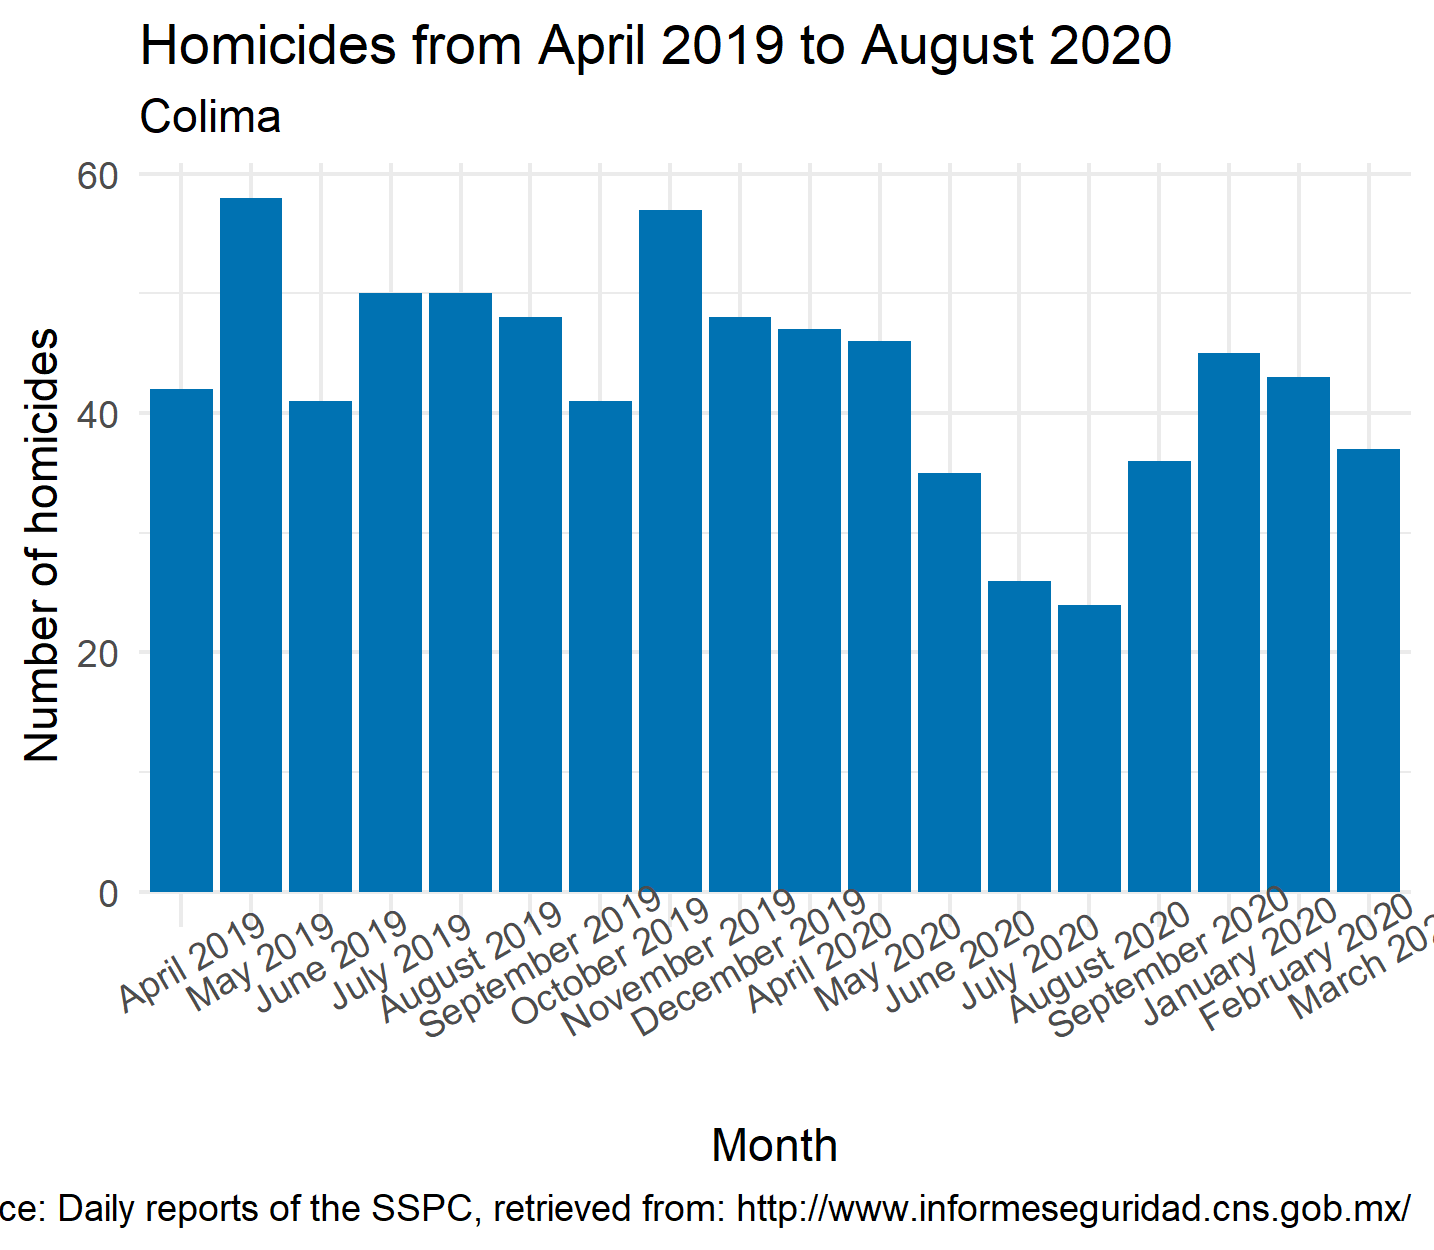 Homicides from April 2019 to August 2020
Colima
Number of homicides
60
40
20
0
April 2019
May 2019
June 2019
July 2019
August 2019
September 2019
October 2019
November 2019
December 2019
April 2020
May 2020
June 2020
July 2020
August 2020
September 2020
January 2020
February 2020
March 202
Month
ce: Daily reports of the SSPC, retrieved from: http://www.informeseguridad.cns.gob.mx/